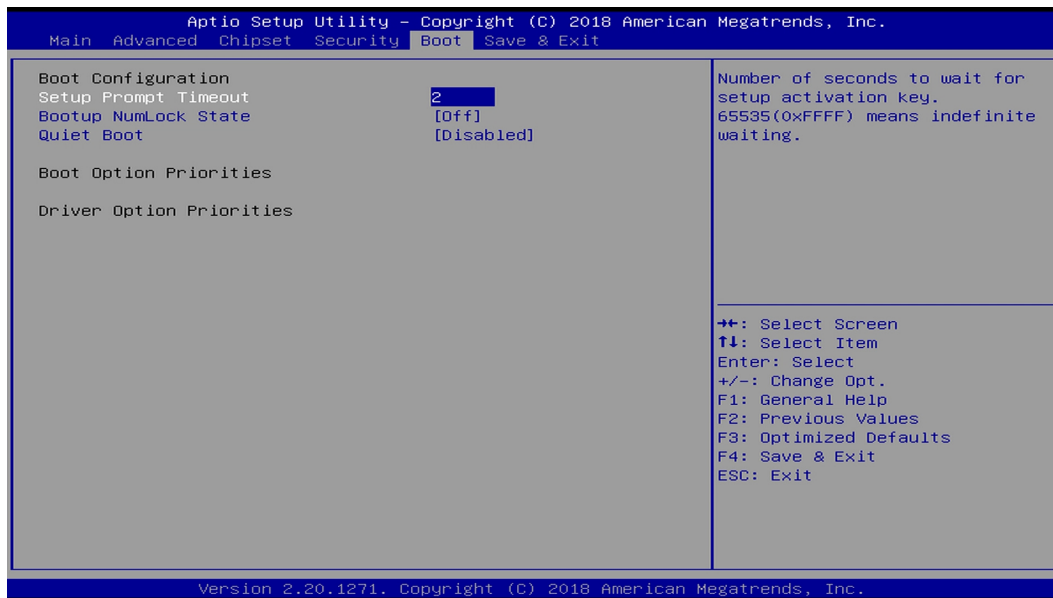 Aptio Setup Utility – Copyright (C) 2018 American Megatrends, Inc.
Main Advanced Chipset Security Boot Save & Exit
Boot Configuration
Setup Prompt Timeout 2
Bootup NumLock State [Off]
Quiet Boot [Disabled]
Boot Option Priorities
Driver Option Priorities
Number of seconds to wait for
setup activation key.
65535(0xFFFF) means indefinite
waiting.
→←: Select Screen
↑↓: Select Item
Enter: Select
+/-: Change Opt.
F1: General Help
F2: Previous Values
F3: Optimized Defaults
F4: Save & Exit
ESC: Exit
Version 2.20.1271. Copyright (C) 2018 American Megatrends, Inc.